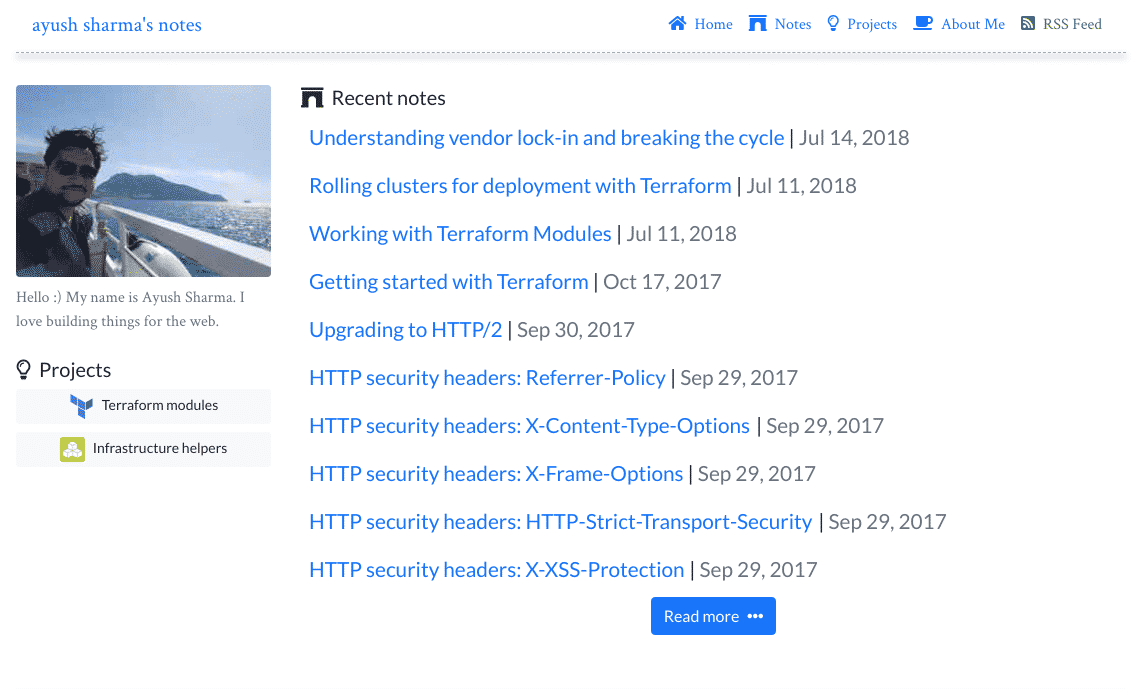 ayush sharma's notes
Home Notes Projects About Me RSS Feed
Hello :) My name is Ayush Sharma. I
love building things for the web.
Projects
Terraform modules
Infrastructure helpers
Recent notes
Understanding vendor lock-in and breaking the cycle | Jul 14, 2018
Rolling clusters for deployment with Terraform | Jul 11, 2018
Working with Terraform Modules | Jul 11, 2018
Getting started with Terraform | Oct 17, 2017
Upgrading to HTTP/2 | Sep 30, 2017
HTTP security headers: Referrer-Policy | Sep 29, 2017
HTTP security headers: X-Content-Type-Options | Sep 29, 2017
HTTP security headers: X-Frame-Options | Sep 29, 2017
HTTP security headers: HTTP-Strict-Transport-Security | Sep 29, 2017
HTTP security headers: X-XSS-Protection | Sep 29, 2017
Read more •••